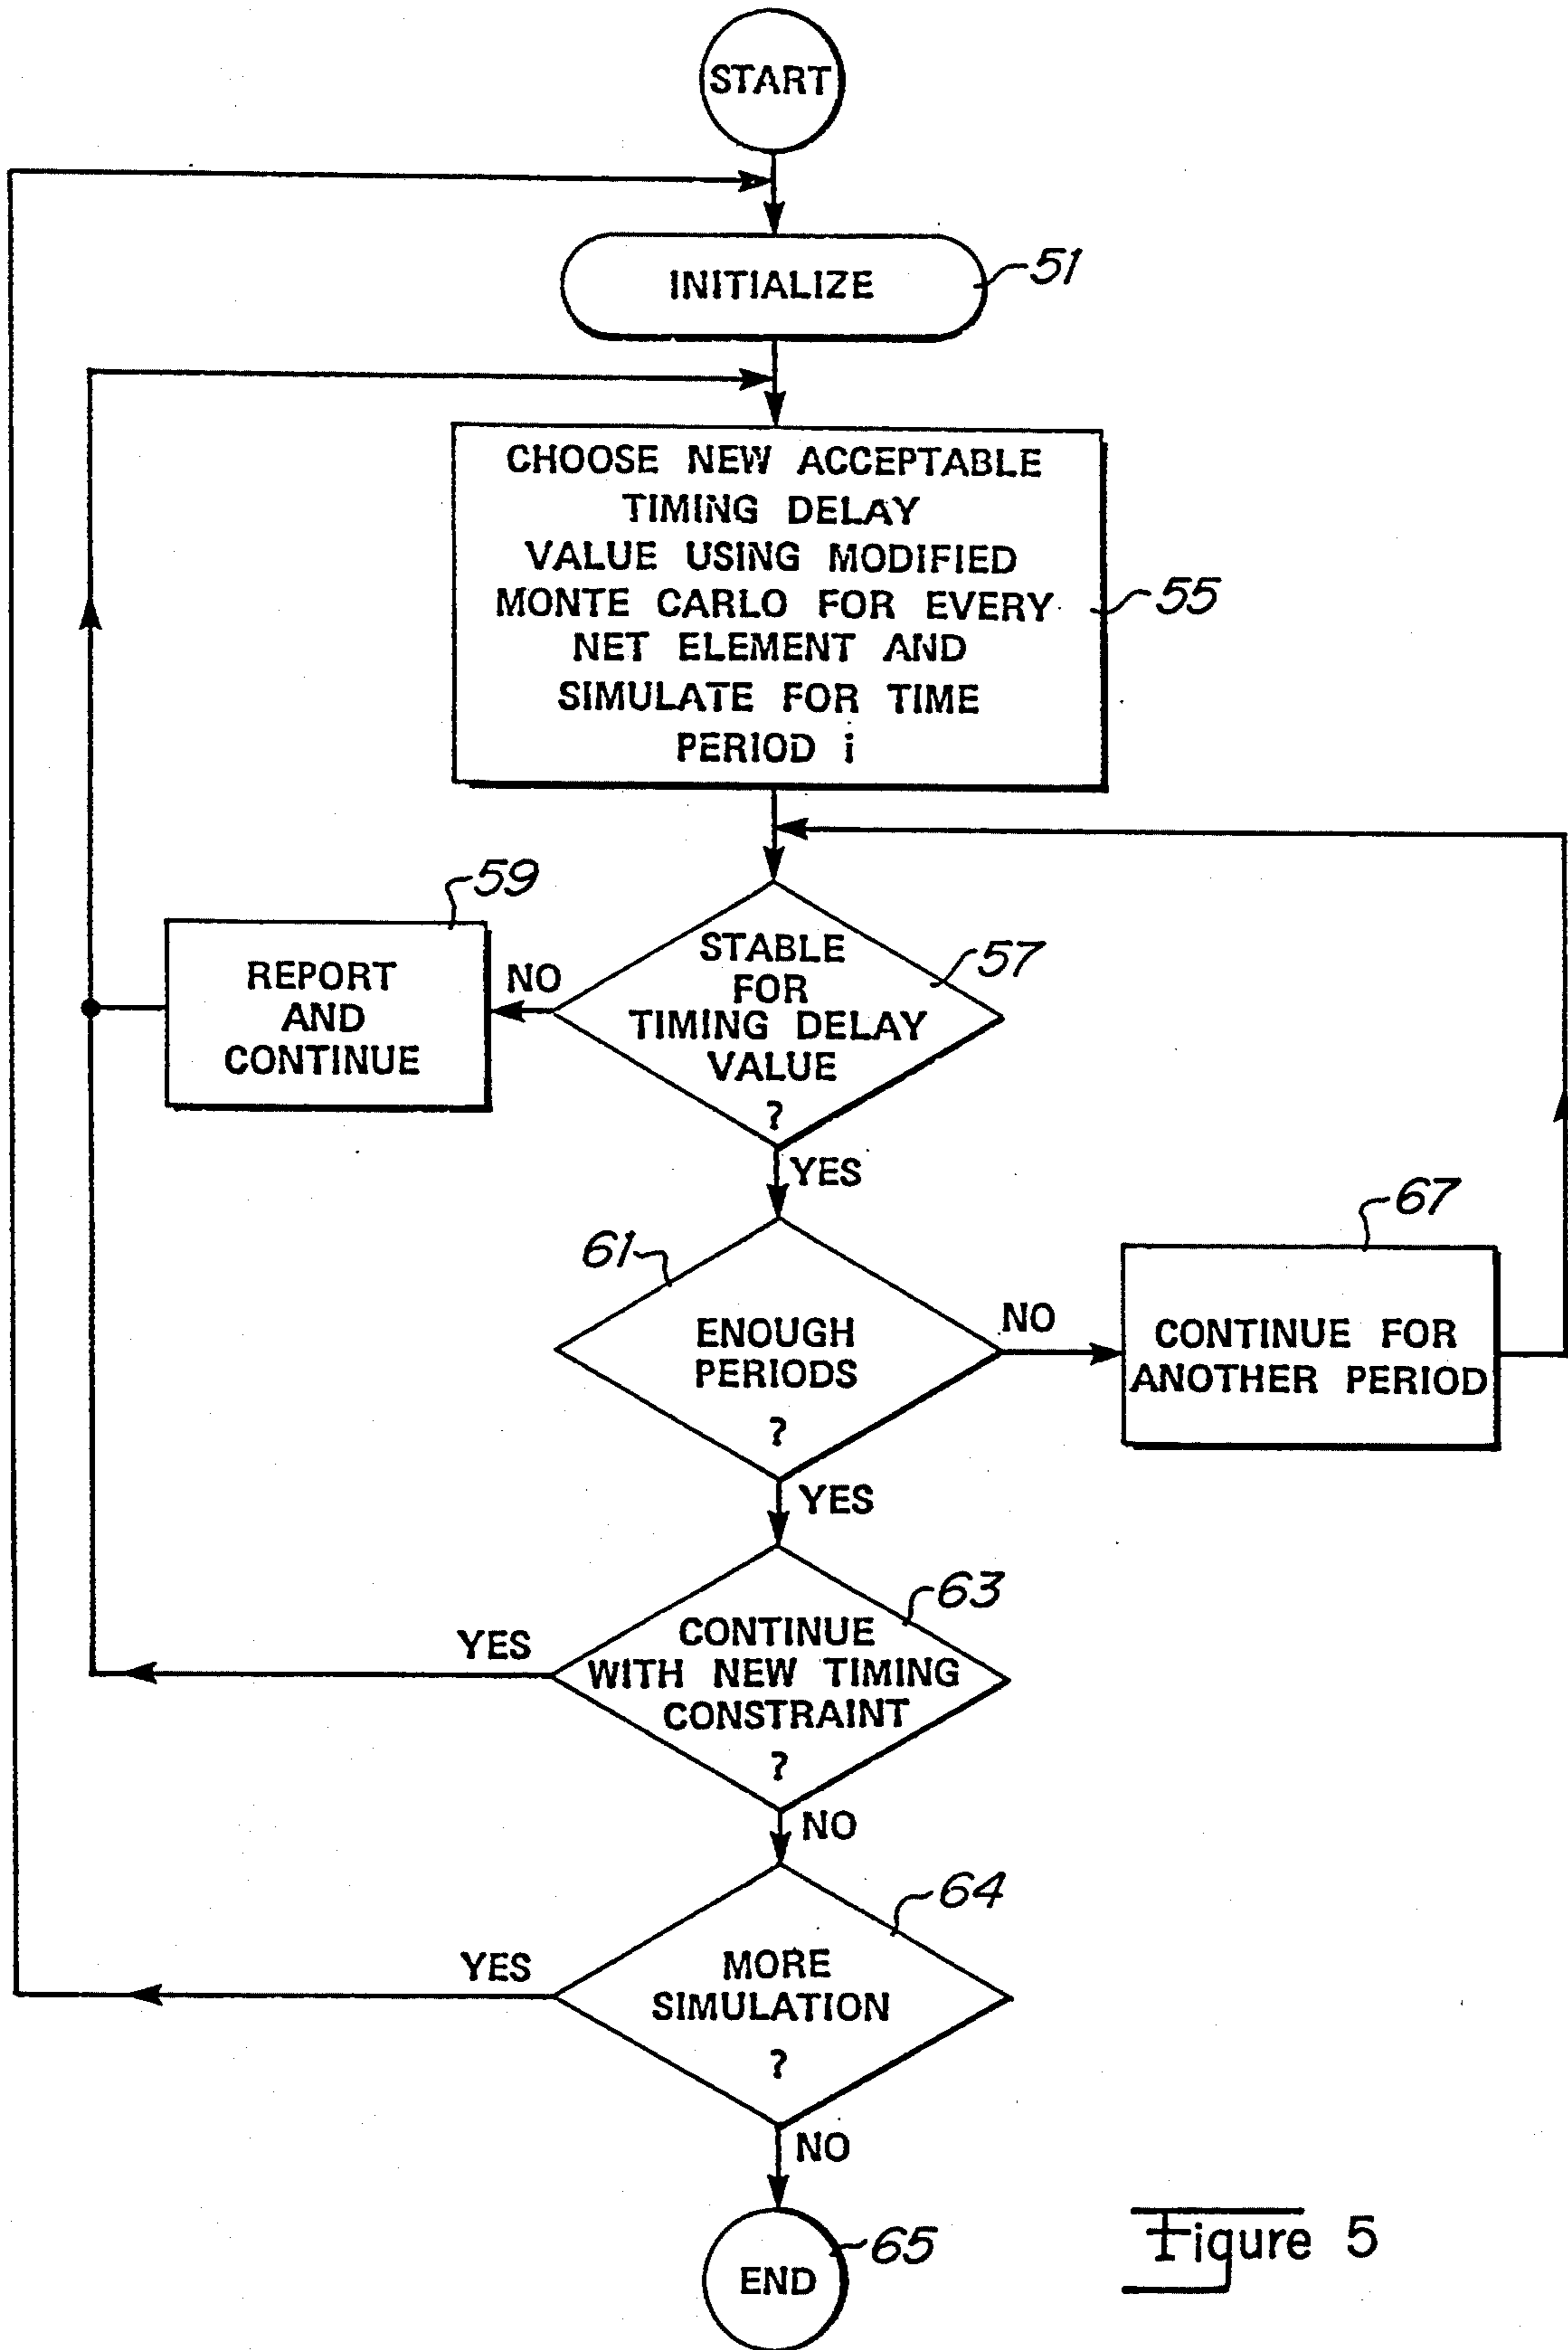 START
INITIALIZE
51
CHOOSE NEW ACCEPTABLE
TIMING DELAY
VALUE USING MODIFIED
MONTE CARLO FOR EVERY
NET ELEMENT AND
SIMULATE FOR TIME
PERIOD i
55
59
REPORT
AND
CONTINUE
NO
STABLE
FOR
TIMING DELAY
VALUE
?
57
YES
61
ENOUGH
PERIODS
?
NO
67
CONTINUE FOR
ANOTHER PERIOD
YES
63
YES
CONTINUE
WITH NEW TIMING
CONSTRAINT
?
NO
64
YES
MORE
SIMULATION
?
NO
END
65
Figure 5